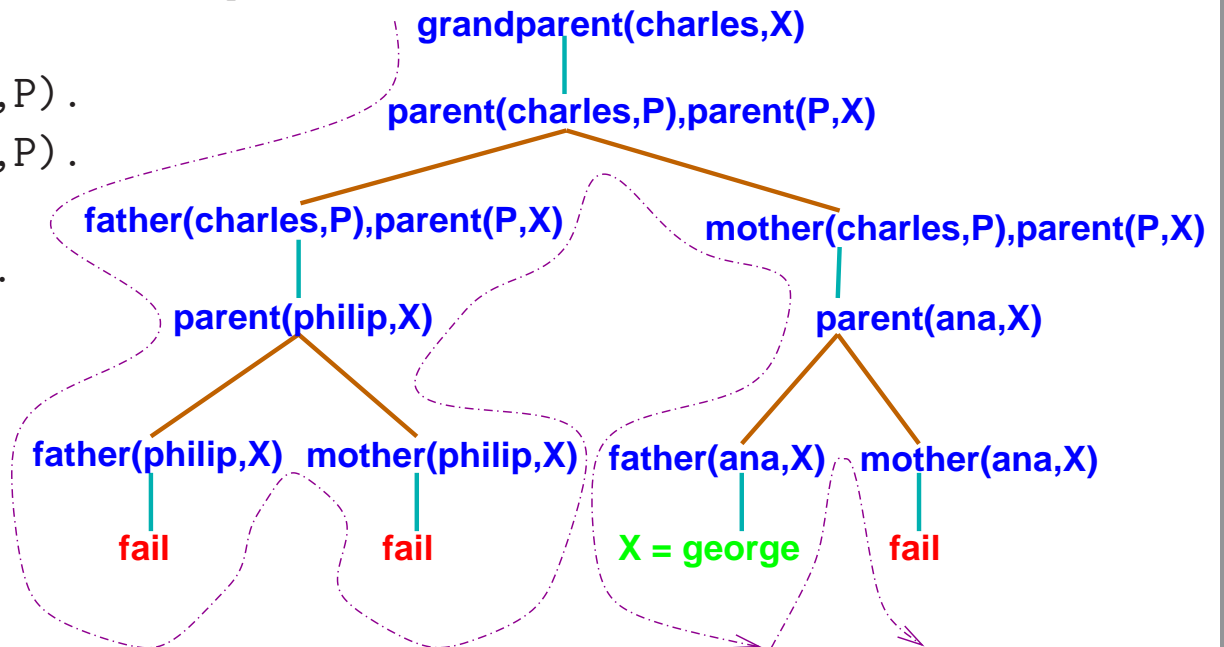 grandparent(charles,X)
,P).
parent(charles,P),parent(P,X)
,P).
father(charles,P),parent(P,X)
mother(charles,P),parent(P,X)
.
parent(philip,X)
parent(ana,X)
father(philip,X) mother(philip,X) father(ana,X) mother(ana,X)
fail fail X = george fail